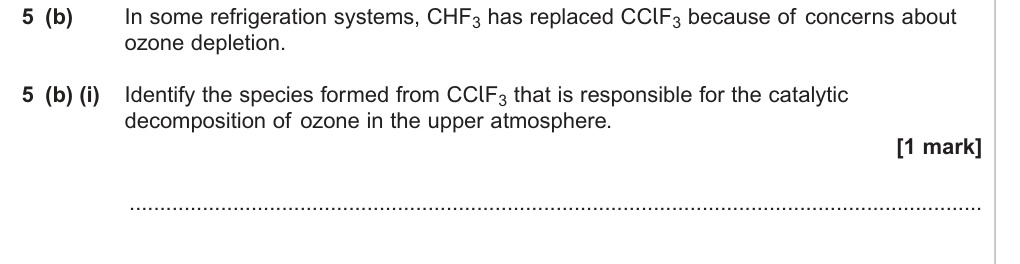 5 (b) In some refrigeration systems, CHF₃ has replaced CClF₃ because of concerns about
ozone depletion.
5 (b) (i) Identify the species formed from CClF₃ that is responsible for the catalytic
decomposition of ozone in the upper atmosphere.
[1 mark]